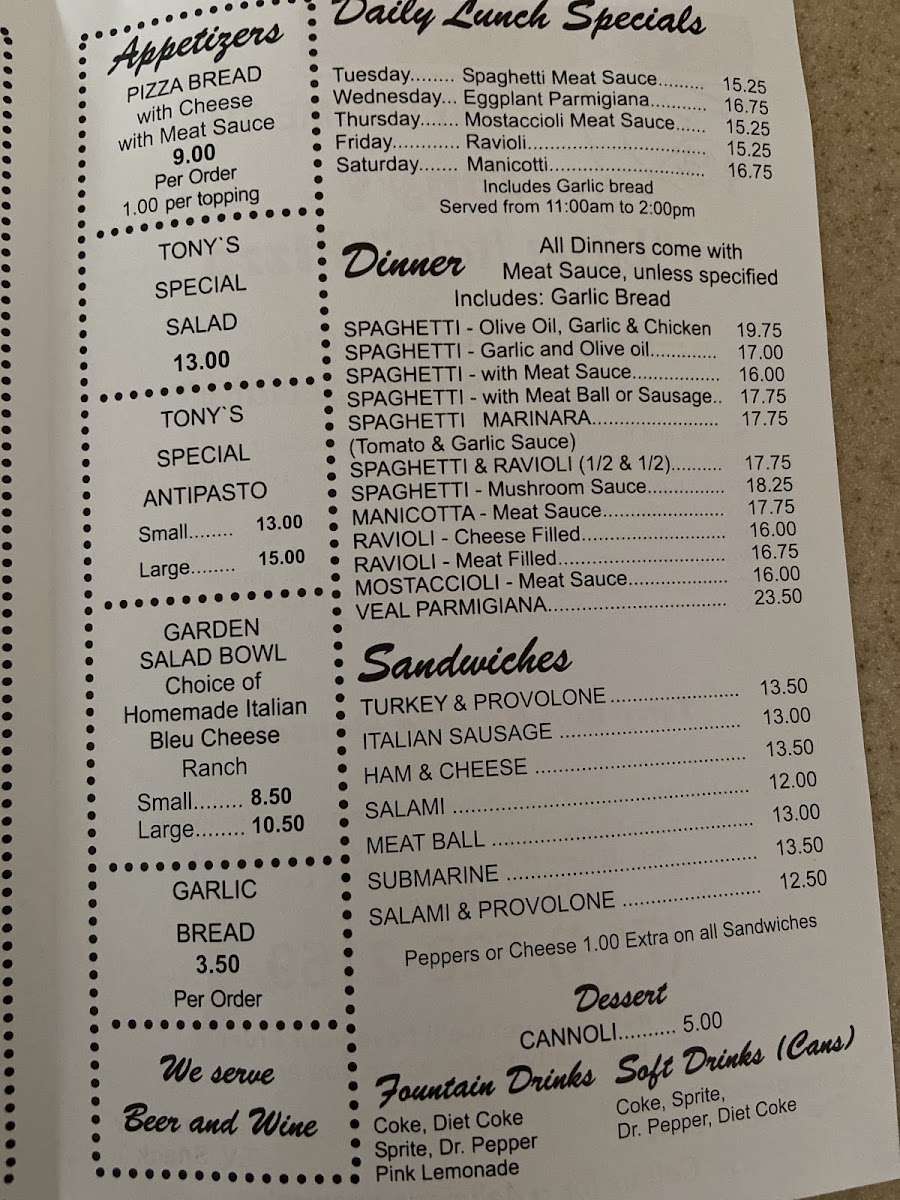 Appetizers
PIZZA BREAD
with Cheese
with Meat Sauce
9.00
Per Order
1.00 per topping
TONY`S
SPECIAL
SALAD
13.00
TONY`S
SPECIAL
ANTIPASTO
Small........ 13.00
Large........ 15.00
GARDEN
SALAD BOWL
Choice of
Homemade Italian
Bleu Cheese
Ranch
Small........ 8.50
Large........ 10.50
GARLIC
BREAD
3.50
Per Order
We serve
Beer and Wine
Daily Lunch Specials
Tuesday........ Spaghetti Meat Sauce......... 15.25
Wednesday... Eggplant Parmigiana........... 16.75
Thursday....... Mostaccioli Meat Sauce...... 15.25
Friday............ Ravioli.................................. 15.25
Saturday....... Manicotti.............................. 16.75
Includes Garlic bread
Served from 11:00am to 2:00pm
Dinner
All Dinners come with
Meat Sauce, unless specified
Includes: Garlic Bread
SPAGHETTI - Olive Oil, Garlic & Chicken 19.75
SPAGHETTI - Garlic and Olive oil............. 17.00
SPAGHETTI - with Meat Sauce................. 16.00
SPAGHETTI - with Meat Ball or Sausage.. 17.75
SPAGHETTI MARINARA........................ 17.75
(Tomato & Garlic Sauce)
SPAGHETTI & RAVIOLI (1/2 & 1/2).......... 17.75
SPAGHETTI - Mushroom Sauce............... 18.25
MANICOTTA - Meat Sauce........................ 17.75
RAVIOLI - Cheese Filled............................ 16.00
RAVIOLI - Meat Filled................................ 16.75
MOSTACCIOLI - Meat Sauce................... 16.00
VEAL PARMIGIANA.................................. 23.50
Sandwiches
TURKEY & PROVOLONE ...................... 13.50
ITALIAN SAUSAGE ............................... 13.00
HAM & CHEESE .................................... 13.50
SALAMI .................................................. 12.00
MEAT BALL ............................................ 13.00
SUBMARINE .......................................... 13.50
SALAMI & PROVOLONE ....................... 12.50
Peppers or Cheese 1.00 Extra on all Sandwiches
Dessert
CANNOLI.......... 5.00
Fountain Drinks
Coke, Diet Coke
Sprite, Dr. Pepper
Pink Lemonade
Soft Drinks (Cans)
Coke, Sprite,
Dr. Pepper, Diet Coke